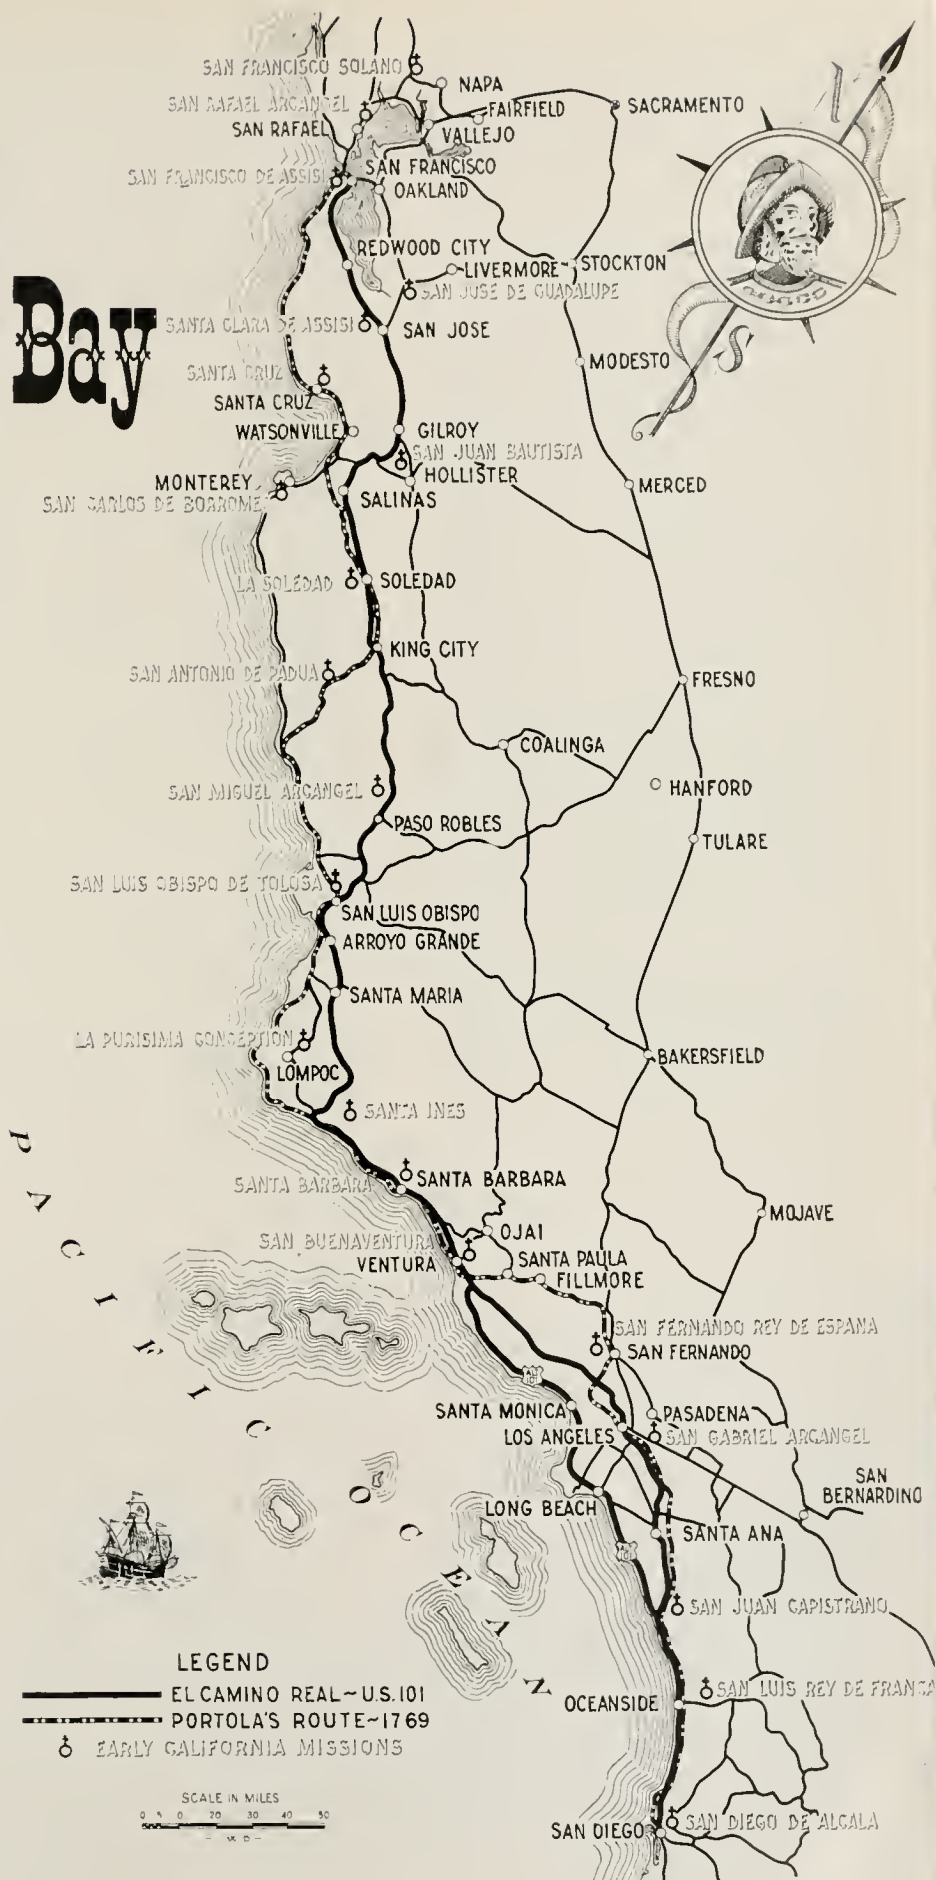 SAN FRANCISCO SOLANO
NAPA
SAN RAFAEL ARCANGEL
FAIRFIELD
SACRAMENTO
N
SAN RAFAEL
VALLEJO
SAN FRANCISCO
SAN FRANCISCO DE ASSISI
OAKLAND
REDWOOD CITY
LIVERMORE
STOCKTON
SAN JOSE DE GUADALUPE
Bay
SANTA CLARA DE ASSISI
SAN JOSE
S
MODESTO
SANTA CRUZ
SANTA CRUZ
WATSONVILLE
GILROY
SAN JUAN BAUTISTA
HOLLISTER
MONTEREY
MERCED
SAN CARLOS DE BORROME
SALINAS
LA SOLEDAD
SOLEDAD
KING CITY
SAN ANTONIO DE PADUA
FRESNO
COALINGA
SAN MIGUEL ARCANGEL
HANFORD
PASO ROBLES
TULARE
SAN LUIS OBISPO DE TOLOSA
SAN LUIS OBISPO
ARROYO GRANDE
SANTA MARIA
LA PURISIMA CONCEPTION
BAKERSFIELD
LOMPOC
SANTA INES
SANTA BARBARA
SANTA BARBARA
MOJAVE
OJAI
SAN BUENAVENTURA
VENTURA
SANTA PAULA
FILLMORE
SAN FERNANDO REY DE ESPANA
SAN FERNANDO
SANTA MONICA
PASADENA
LOS ANGELES
SAN GABRIEL ARCANGEL
SAN
BERNARDINO
LONG BEACH
SANTA ANA
PACIFIC OCEAN
SAN JUAN CAPISTRANO
SAN LUIS REY DE FRANCA
OCEANSIDE
SAN DIEGO DE ALCALA
SAN DIEGO
LEGEND
EL CAMINO REAL~U.S.101
PORTOLA'S ROUTE~1769
EARLY CALIFORNIA MISSIONS
SCALE IN MILES
0 5 0 20 30 40 50